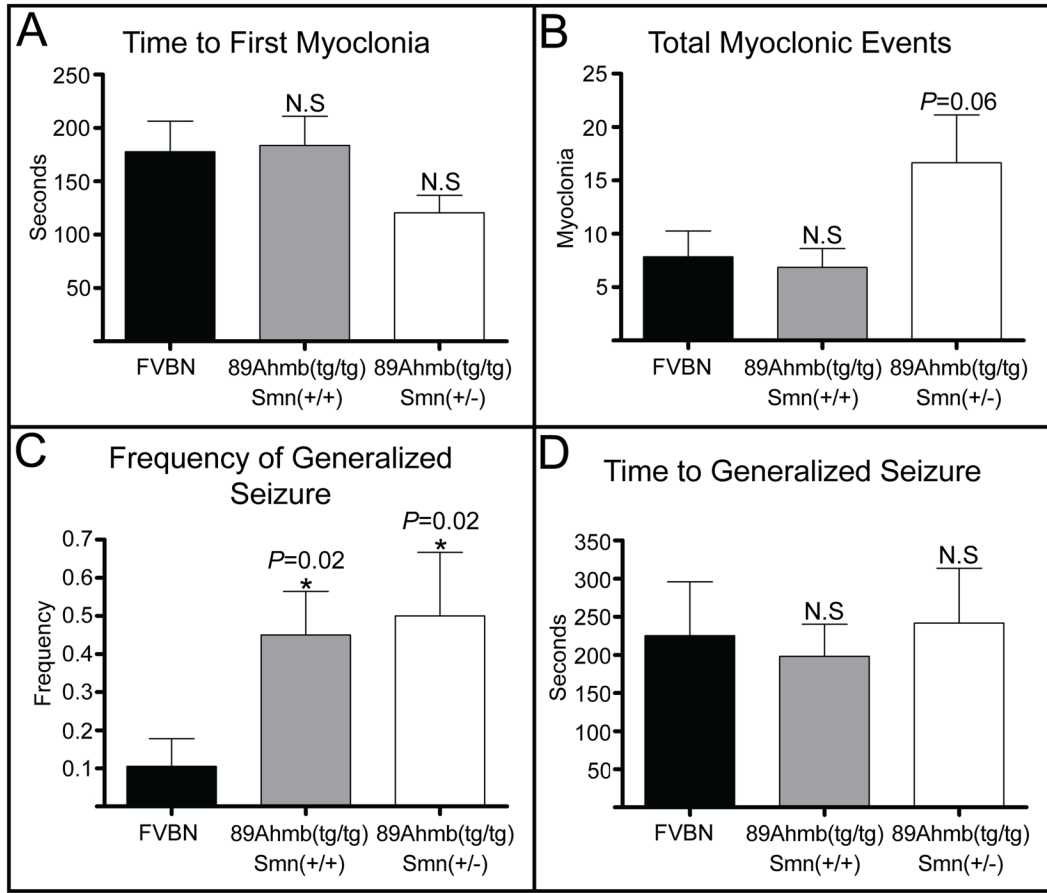 A
Time to First Myoclonia
250
200
150
100
50
Seconds
N.S
N.S
FVBN
89Ahmb(tg/tg)
Smn(+/+)
89Ahmb(tg/tg)
Smn(+/-)
B
Total Myoclonic Events
25
20
15
10
5
Myoclonia
N.S
P=0.06
FVBN
89Ahmb(tg/tg)
Smn(+/+)
89Ahmb(tg/tg)
Smn(+/-)
C
Frequency of Generalized
Seizure
0.7
0.6
0.5
0.4
0.3
0.2
0.1
Frequency
P=0.02
*
P=0.02
*
FVBN
89Ahmb(tg/tg)
Smn(+/+)
89Ahmb(tg/tg)
Smn(+/-)
D
Time to Generalized Seizure
350
300
250
200
150
100
50
Seconds
N.S
N.S
FVBN
89Ahmb(tg/tg)
Smn(+/+)
89Ahmb(tg/tg)
Smn(+/-)